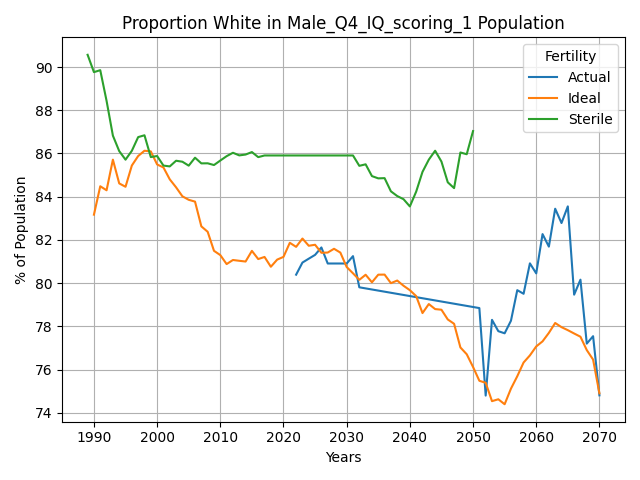 Proportion White in Male_Q4_IQ_scoring_1 Population
Fertility
Actual
Ideal
Sterile
% of Population
90
88
86
84
82
80
78
76
74
1990 2000 2010 2020 2030 2040 2050 2060 2070
Years